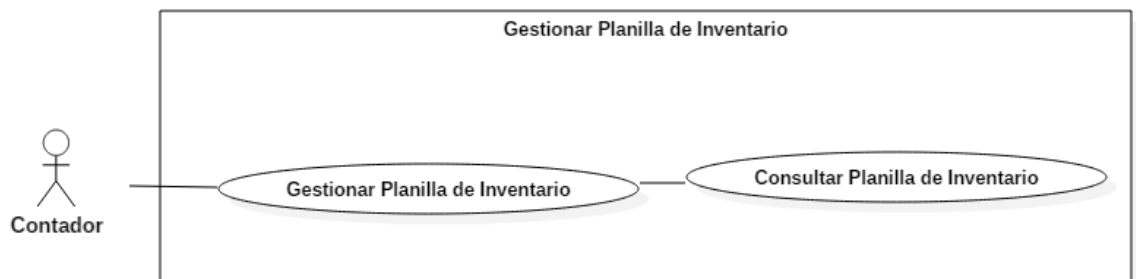 Gestionar Planilla de Inventario
Gestionar Planilla de Inventario
Consultar Planilla de Inventario
Contador